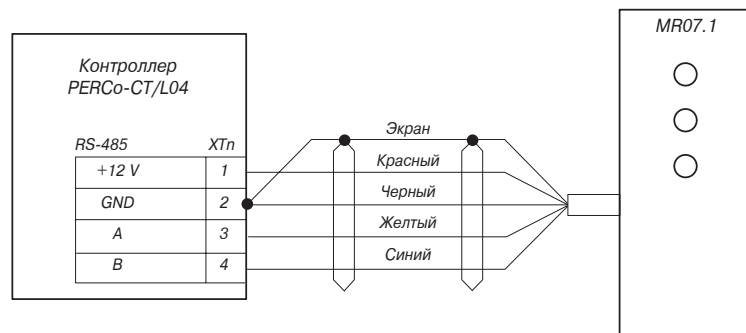 MR07.1
Контроллер
PERCo-CT/L04
RS-485 XTn
+12 V 1
GND 2
A 3
B 4
Экран
Красный
Черный
Желтый
Синий